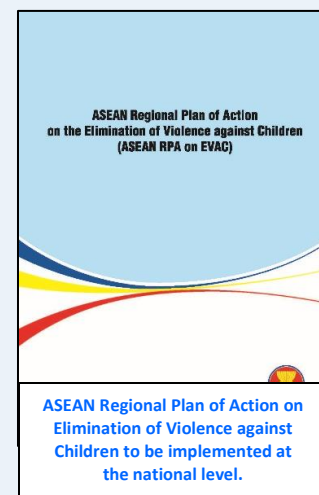 ASEAN Regional Plan of Action
on the Elimination of Violence against Children
(ASEAN RPA on EVAC)
ASEAN Regional Plan of Action on
Elimination of Violence against
Children to be implemented at
the national level.